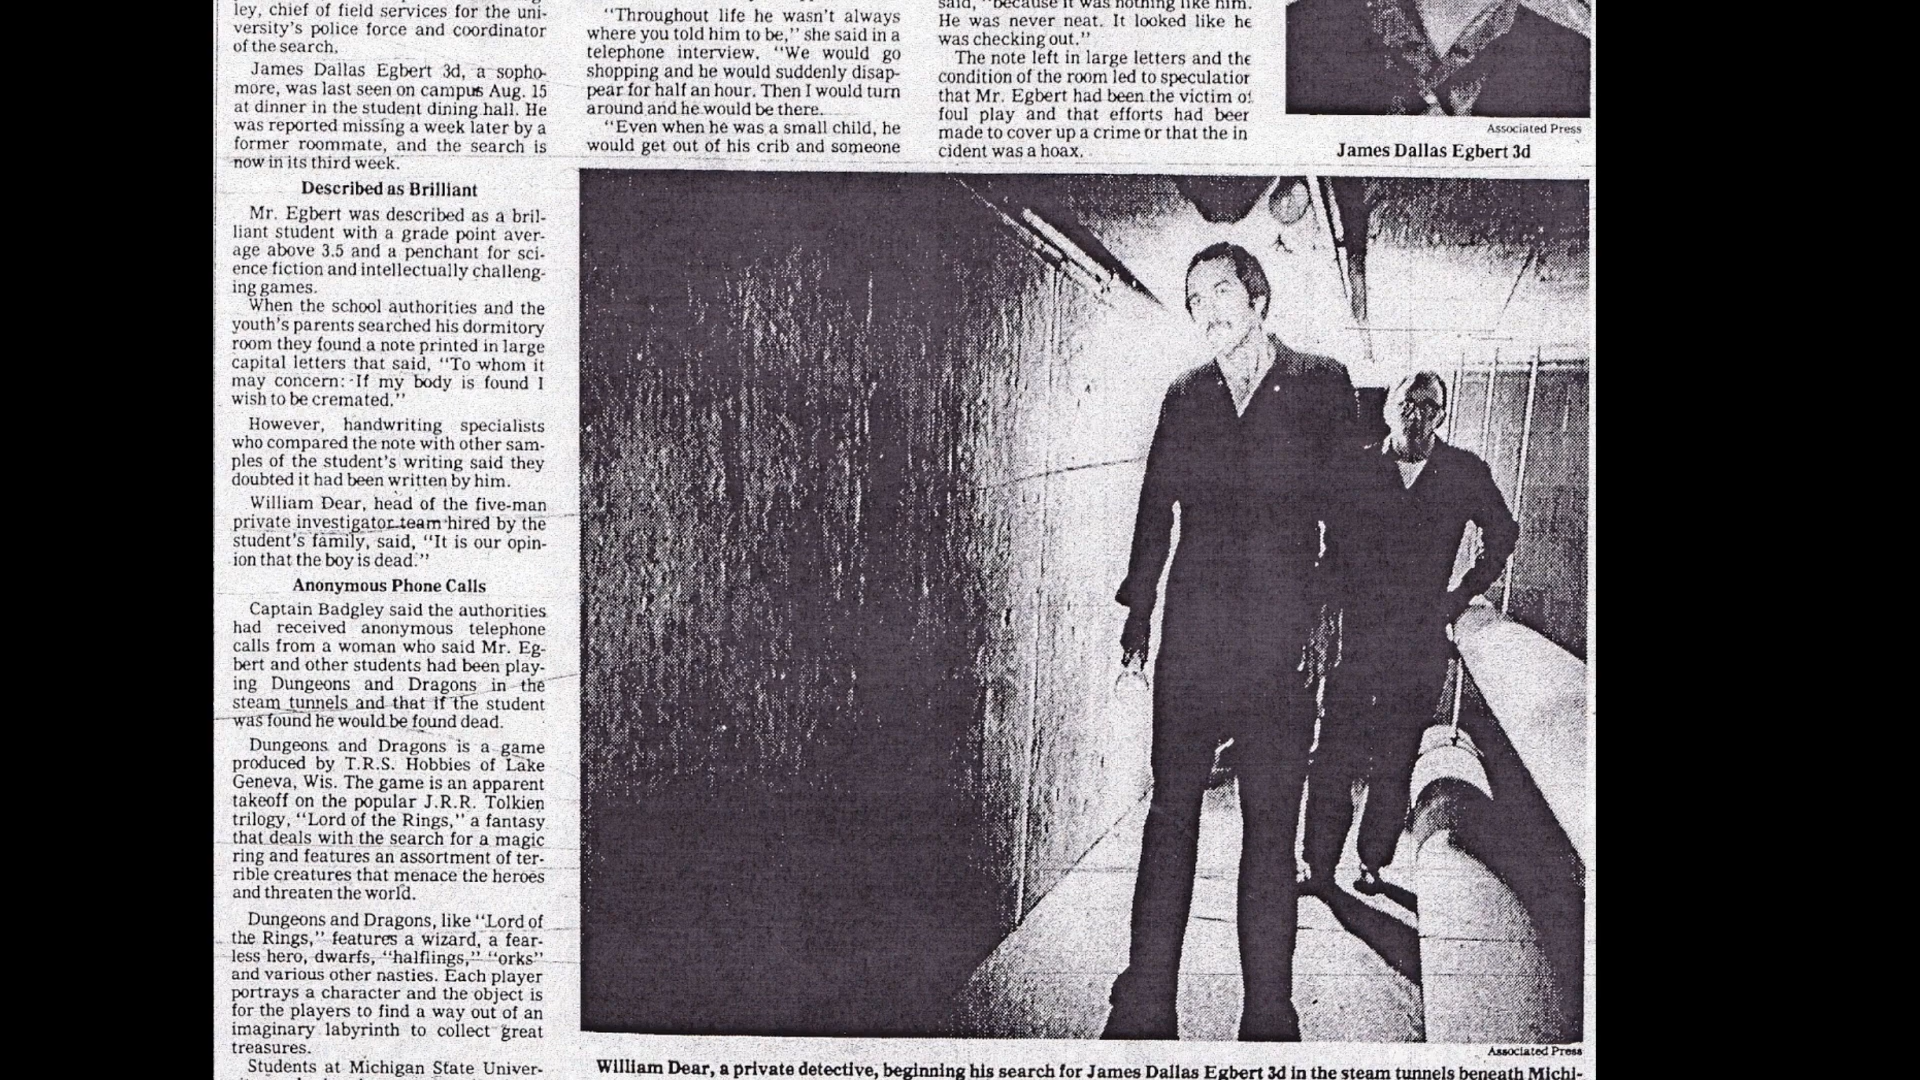 ley, chief of field services for the uni-
versity's police force and coordinator
of the search.
James Dallas Egbert 3d, a sopho-
more, was last seen on campus Aug. 15
at dinner in the student dining hall. He
was reported missing a week later by a
former roommate, and the search is
now in its third week.
Described as Brilliant
Mr. Egbert was described as a bril-
liant student with a grade point aver-
age above 3.5 and a penchant for sci-
ence fiction and intellectually challeng-
ing games.
When the school authorities and the
youth's parents searched his dormitory
room they found a note printed in large
capital letters that said, "To whom it
may concern: If my body is found I
wish to be cremated."
However, handwriting specialists
who compared the note with other sam-
ples of the student's writing said they
doubted it had been written by him.
William Dear, head of the five-man
private investigator team hired by the
student's family, said, "It is our opin-
ion that the boy is dead."
Anonymous Phone Calls
Captain Badgley said the authorities
had received anonymous telephone
calls from a woman who said Mr. Eg-
bert and other students had been play-
ing Dungeons and Dragons in the
steam tunnels and that if the student
was found he would be found dead.
Dungeons and Dragons is a game
produced by T.R.S. Hobbies of Lake
Geneva, Wis. The game is an apparent
takeoff on the popular J.R.R. Tolkien
trilogy, "Lord of the Rings," a fantasy
that deals with the search for a magic
ring and features an assortment of ter-
rible creatures that menace the heroes
and threaten the world.
Dungeons and Dragons, like "Lord of
the Rings," features a wizard, a fear-
less hero, dwarfs, "halflings," "orks"
and various other nasties. Each player
portrays a character and the object is
for the players to find a way out of an
imaginary labyrinth to collect great
treasures.
Students at Michigan State Univer-
"Throughout life he wasn't always
where you told him to be," she said in a
telephone interview. "We would go
shopping and he would suddenly disap-
pear for half an hour. Then I would turn
around and he would be there.
"Even when he was a small child, he
would get out of his crib and someone
said, "because it was nothing like him.
He was never neat. It looked like he
was checking out."
The note left in large letters and the
condition of the room led to speculation
that Mr. Egbert had been the victim of
foul play and that efforts had been
made to cover up a crime or that the in
cident was a hoax.
Associated Press
James Dallas Egbert 3d
Associated Press
William Dear, a private detective, beginning his search for James Dallas Egbert 3d in the steam tunnels beneath Michi-